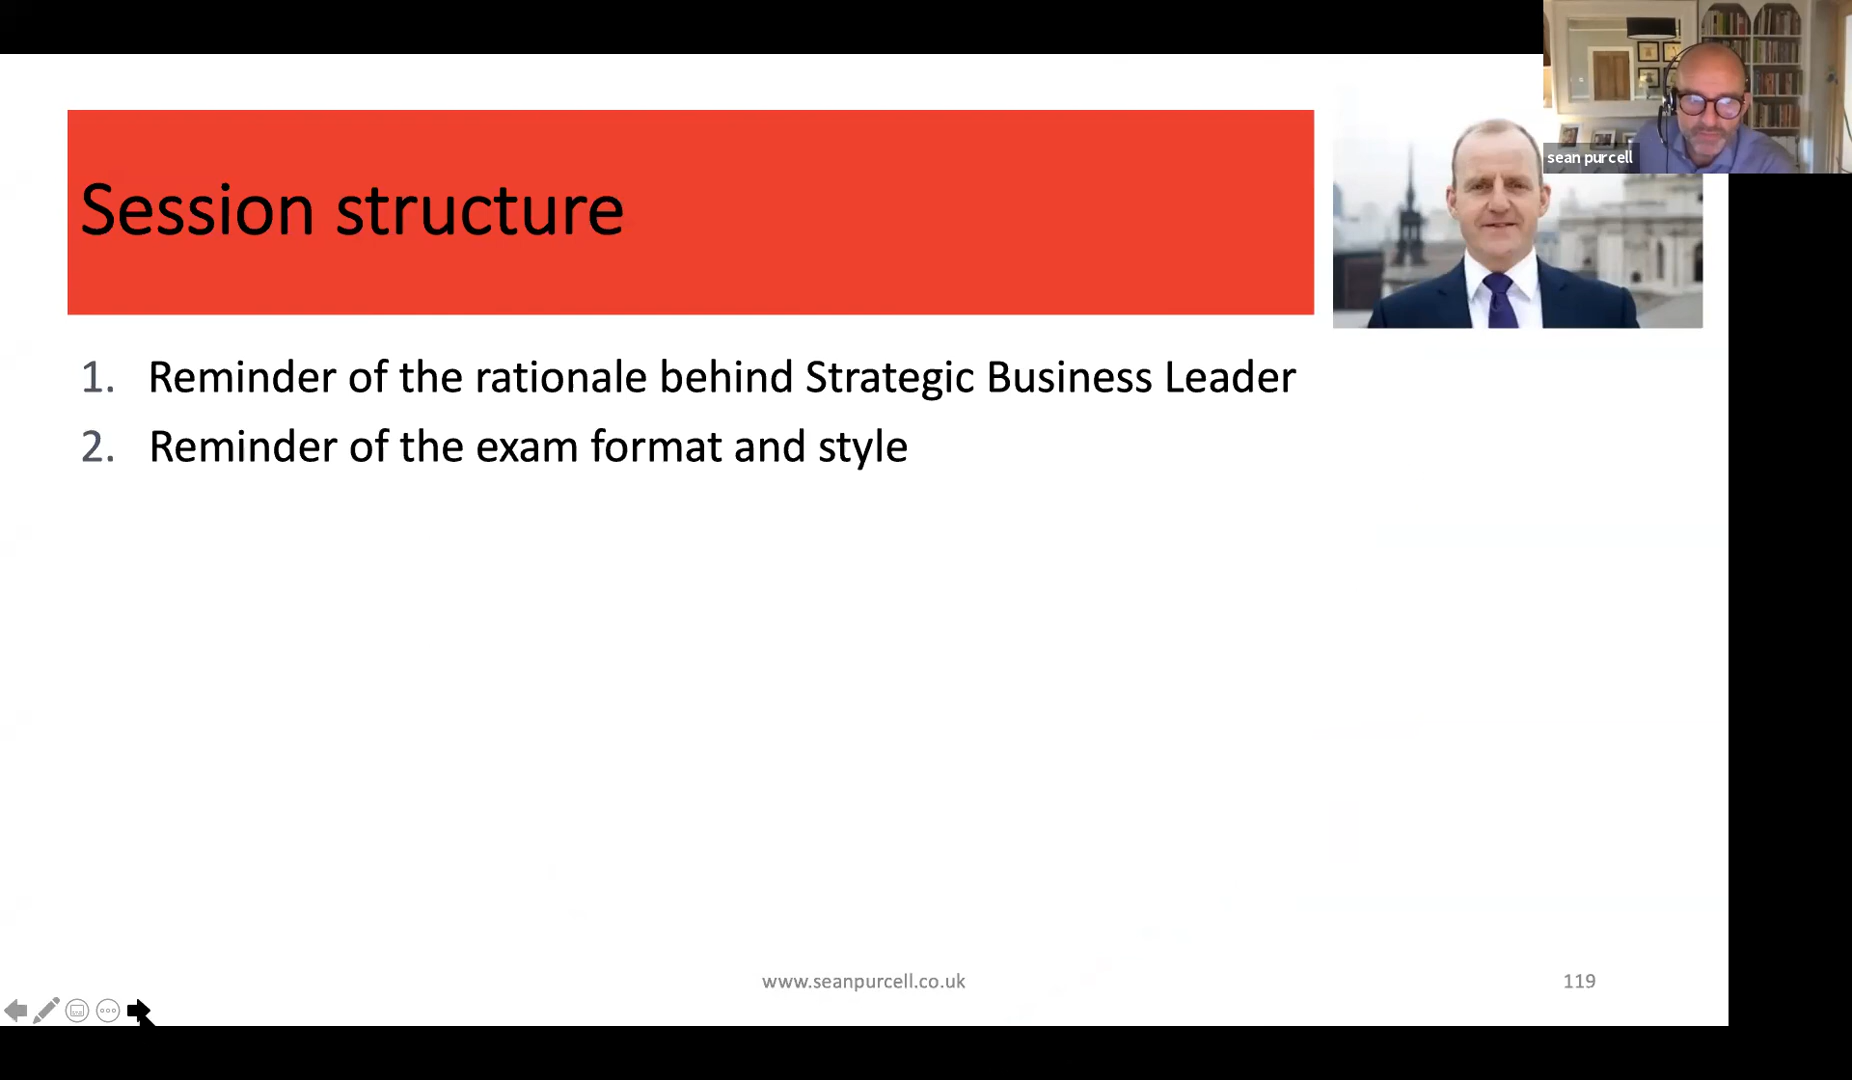 sean purcell
Session structure
1. Reminder of the rationale behind Strategic Business Leader
2. Reminder of the exam format and style
www.seanpurcell.co.uk
119